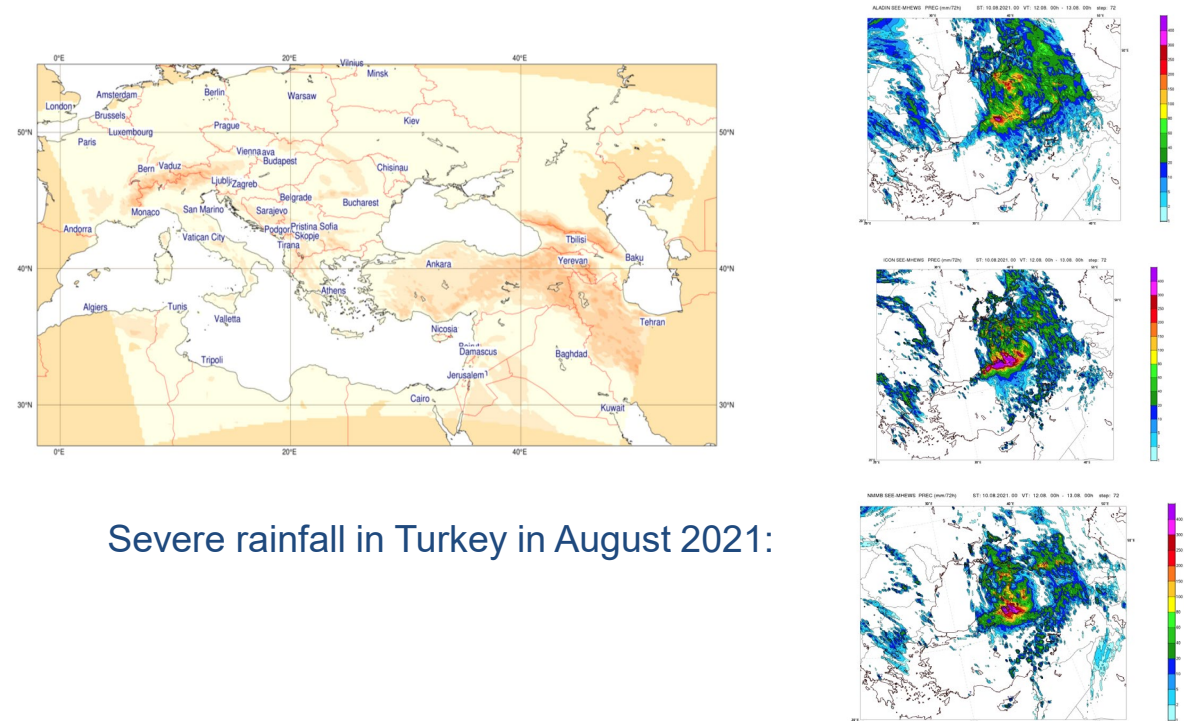 0°E 20°E 40°E
Vilnius
Minsk
Amsterdam
Berlin
Warsaw
London
Brussels
Kiev
Prague
50°N 50°N
Luxembourg
Paris
Vienna ava
Budapest
Bern Vaduz
Chisinau
Ljublj Zagreb
Belgrade
Bucharest
Monaco
San Marino
Sarajevo
Andorra
Podgor Pristina Sofia
Vatican City
Skopje
Tirana
Tbilisi
Baku
Yerevan
Ankara
40°N 40°N
Athens
Algiers
Tunis
Valletta
Tehran
Nicosia
Damascus
Baghdad
Tripoli
Jerusalem
Cairo
Kuwait
30°N 30°N
0°E 20°E 40°E
Severe rainfall in Turkey in August 2021:
ALADIN SEE-MHEWS PREC (mm/72h) ST: 10.08.2021. 00 VT: 12.08. 00h - 13.08. 00h step: 72
ICON SEE-MHEWS PREC (mm/72h) ST: 10.08.2021. 00 VT: 12.08. 00h - 13.08. 00h step: 72
NMMB SEE-MHEWS PREC (mm/72h) ST: 10.08.2021. 00 VT: 12.08. 00h - 13.08. 00h step: 72